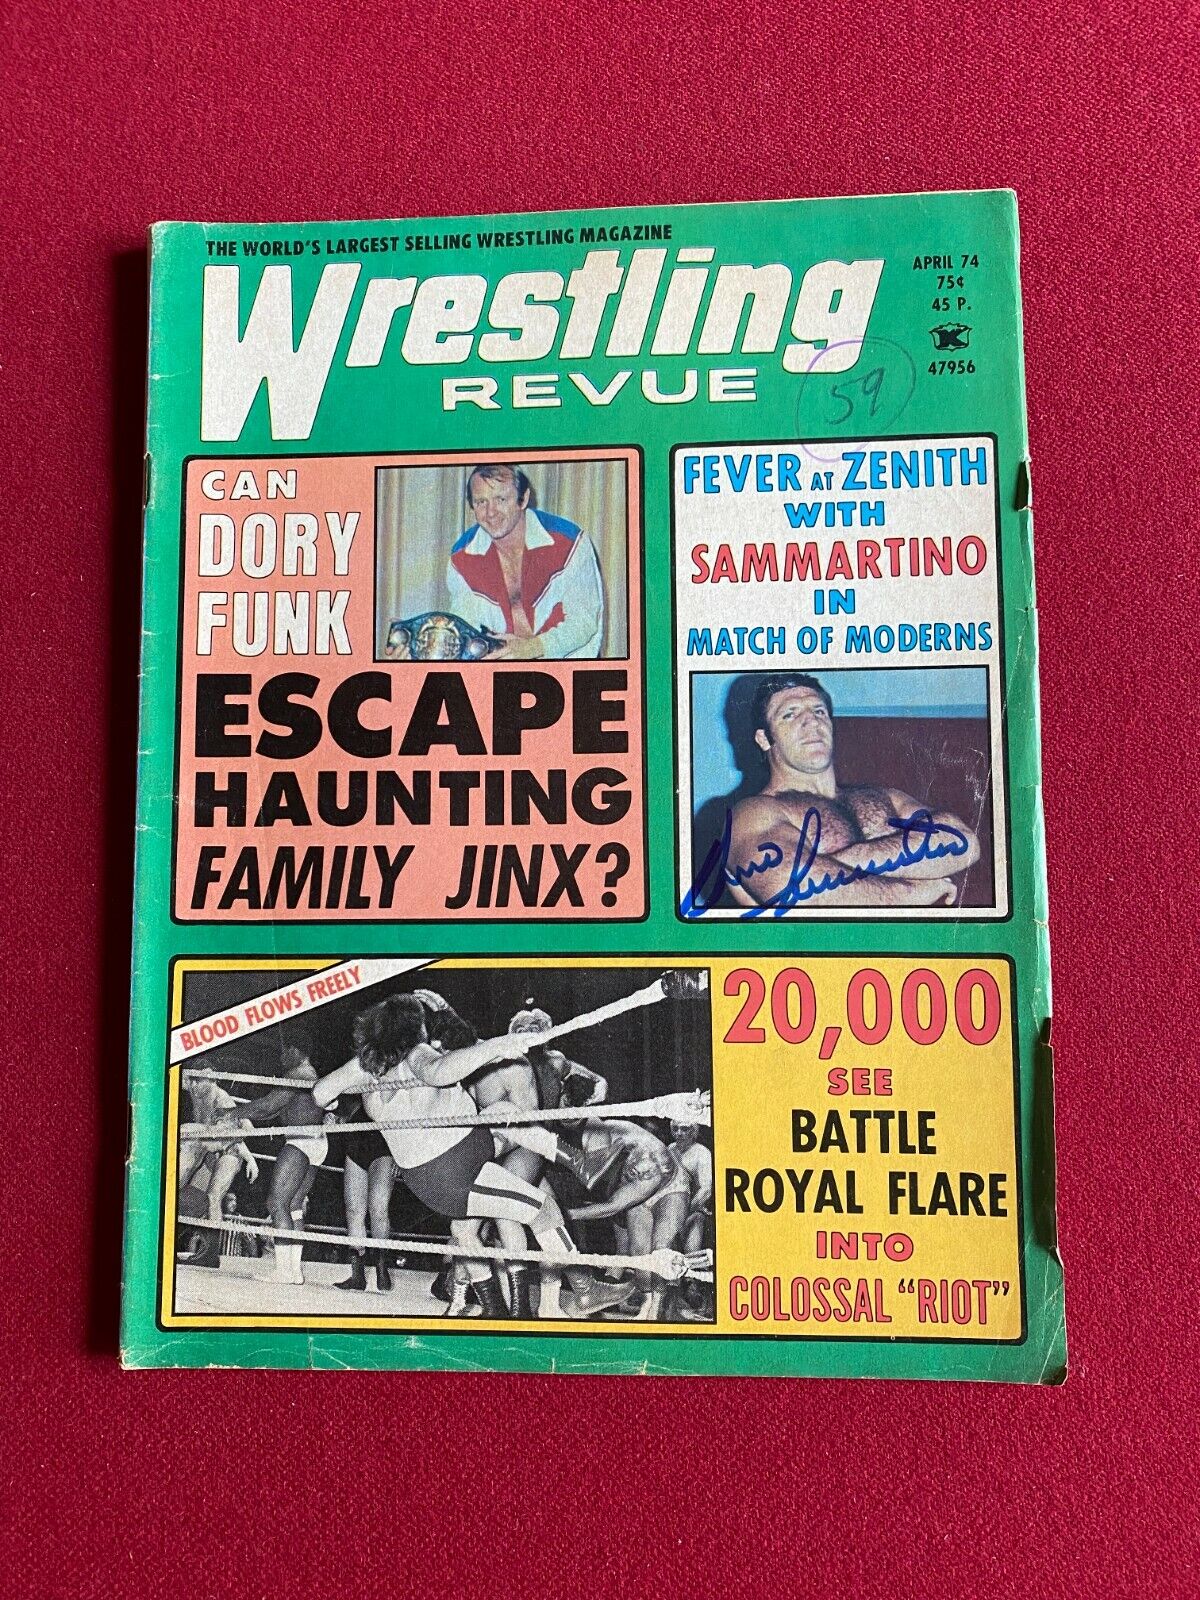 THE WORLD'S LARGEST SELLING WRESTLING MAGAZINE
Wrestling
REVUE
APRIL 74
75¢
45 P.
K
47956
59
CAN
DORY
FUNK
ESCAPE
HAUNTING
FAMILY JINX?
FEVER AT ZENITH
WITH
SAMMARTINO
IN
MATCH OF MODERNS
Bruno Sammartino
BLOOD FLOWS FREELY
20,000
SEE
BATTLE
ROYAL FLARE
INTO
COLOSSAL "RIOT"